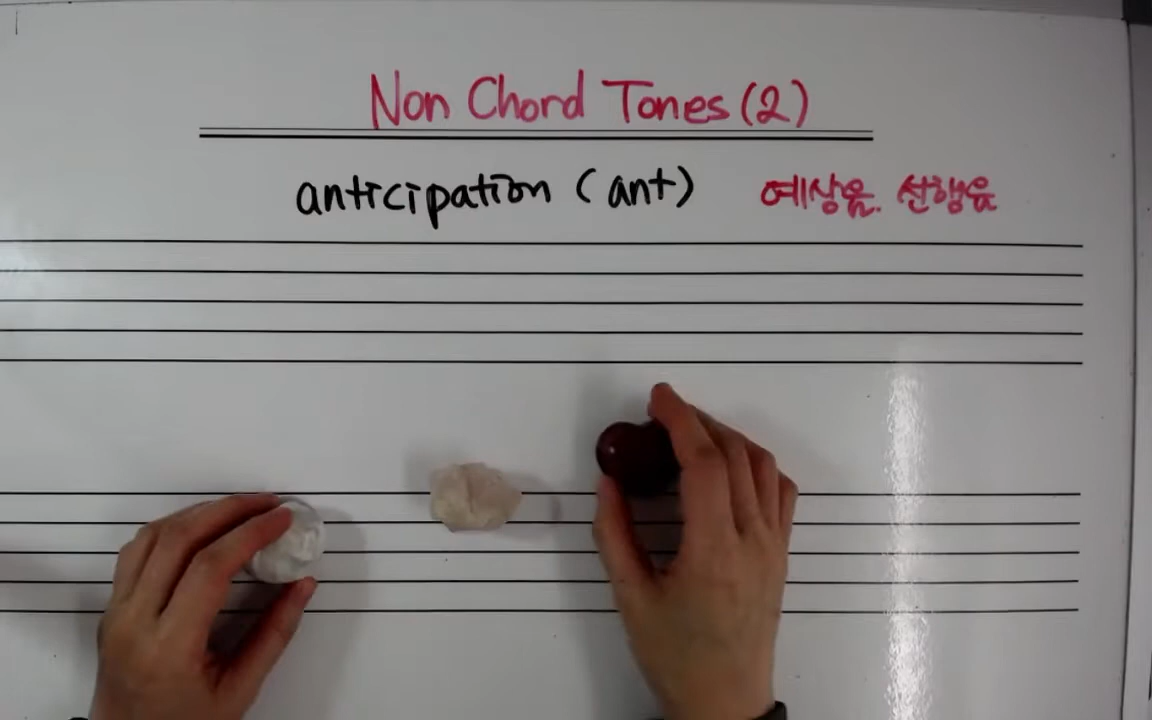 Non Chord Tones (2)
anticipation (ant) 예상음. 선행음